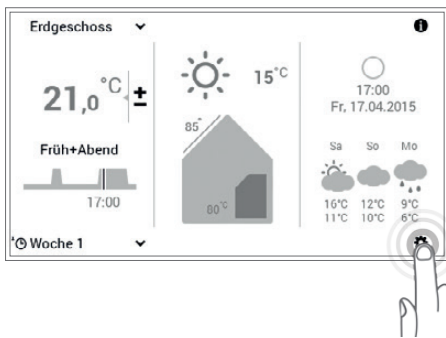 Erdgeschoss
21,0 °C ±
Früh+Abend
17:00
Woche 1
15°C
85°
80°C
17:00
Fr, 17.04.2015
Sa So Mo
16°C 12°C 9°C
11°C 10°C 6°C